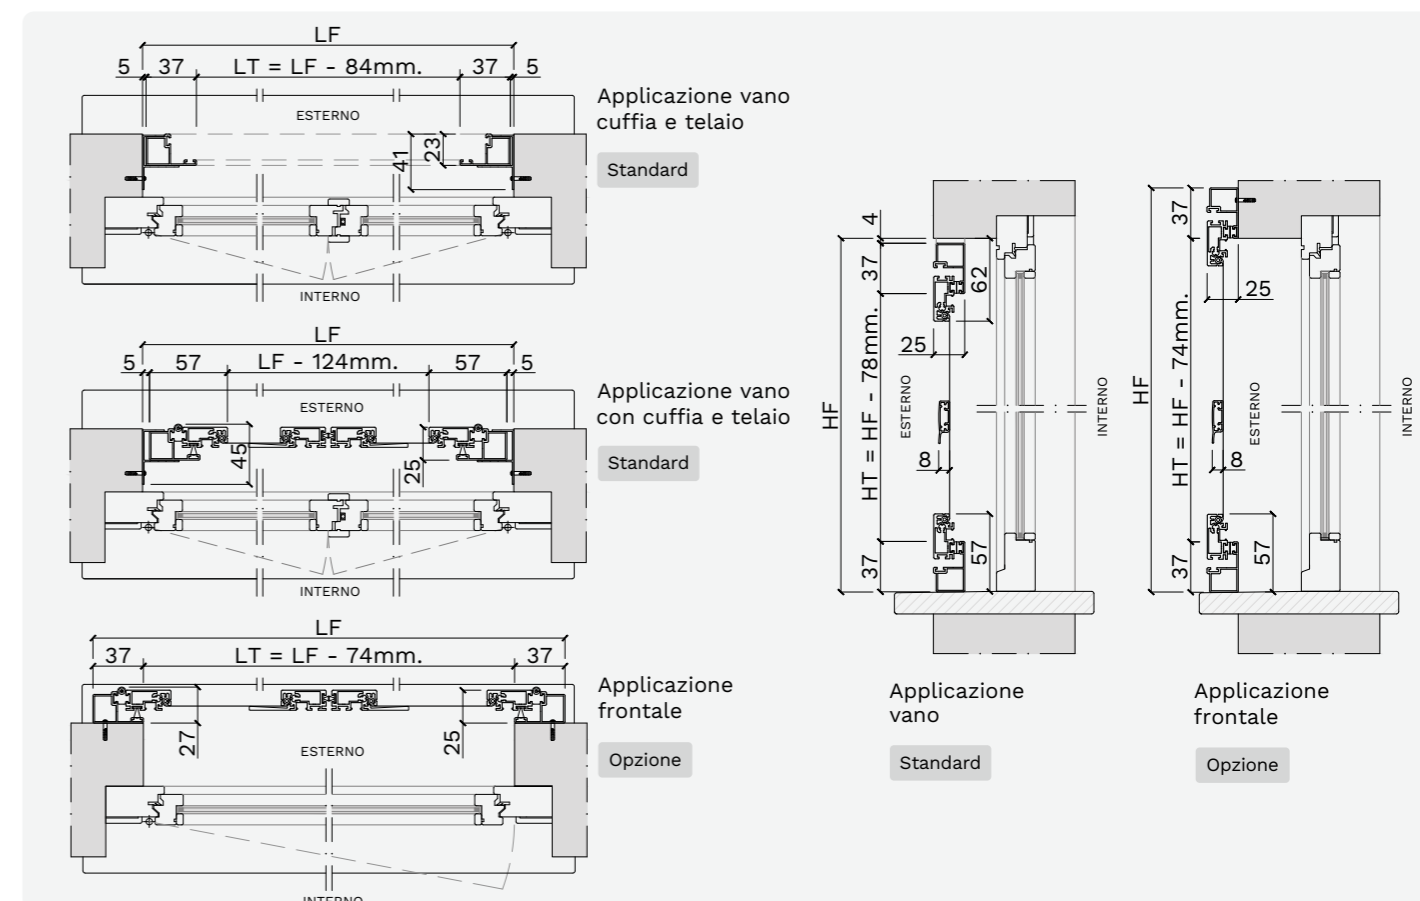 LF
5 37 LT = LF - 84mm. 37 5
ESTERNO
41
23
INTERNO
Applicazione vano
cuffia e telaio
Standard
LF
5 57 LF - 124mm. 57 5
ESTERNO
45
25
INTERNO
Applicazione vano
con cuffia e telaio
Standard
LF
37 LT = LF - 74mm. 37
27
ESTERNO
25
INTERNO
Applicazione
frontale
Opzione
4
37
62
25
HF
HT = HF - 78mm.
ESTERNO
INTERNO
8
37
57
Applicazione
vano
Standard
37
25
HF
HT = HF - 74mm.
ESTERNO
INTERNO
8
37
57
Applicazione
frontale
Opzione